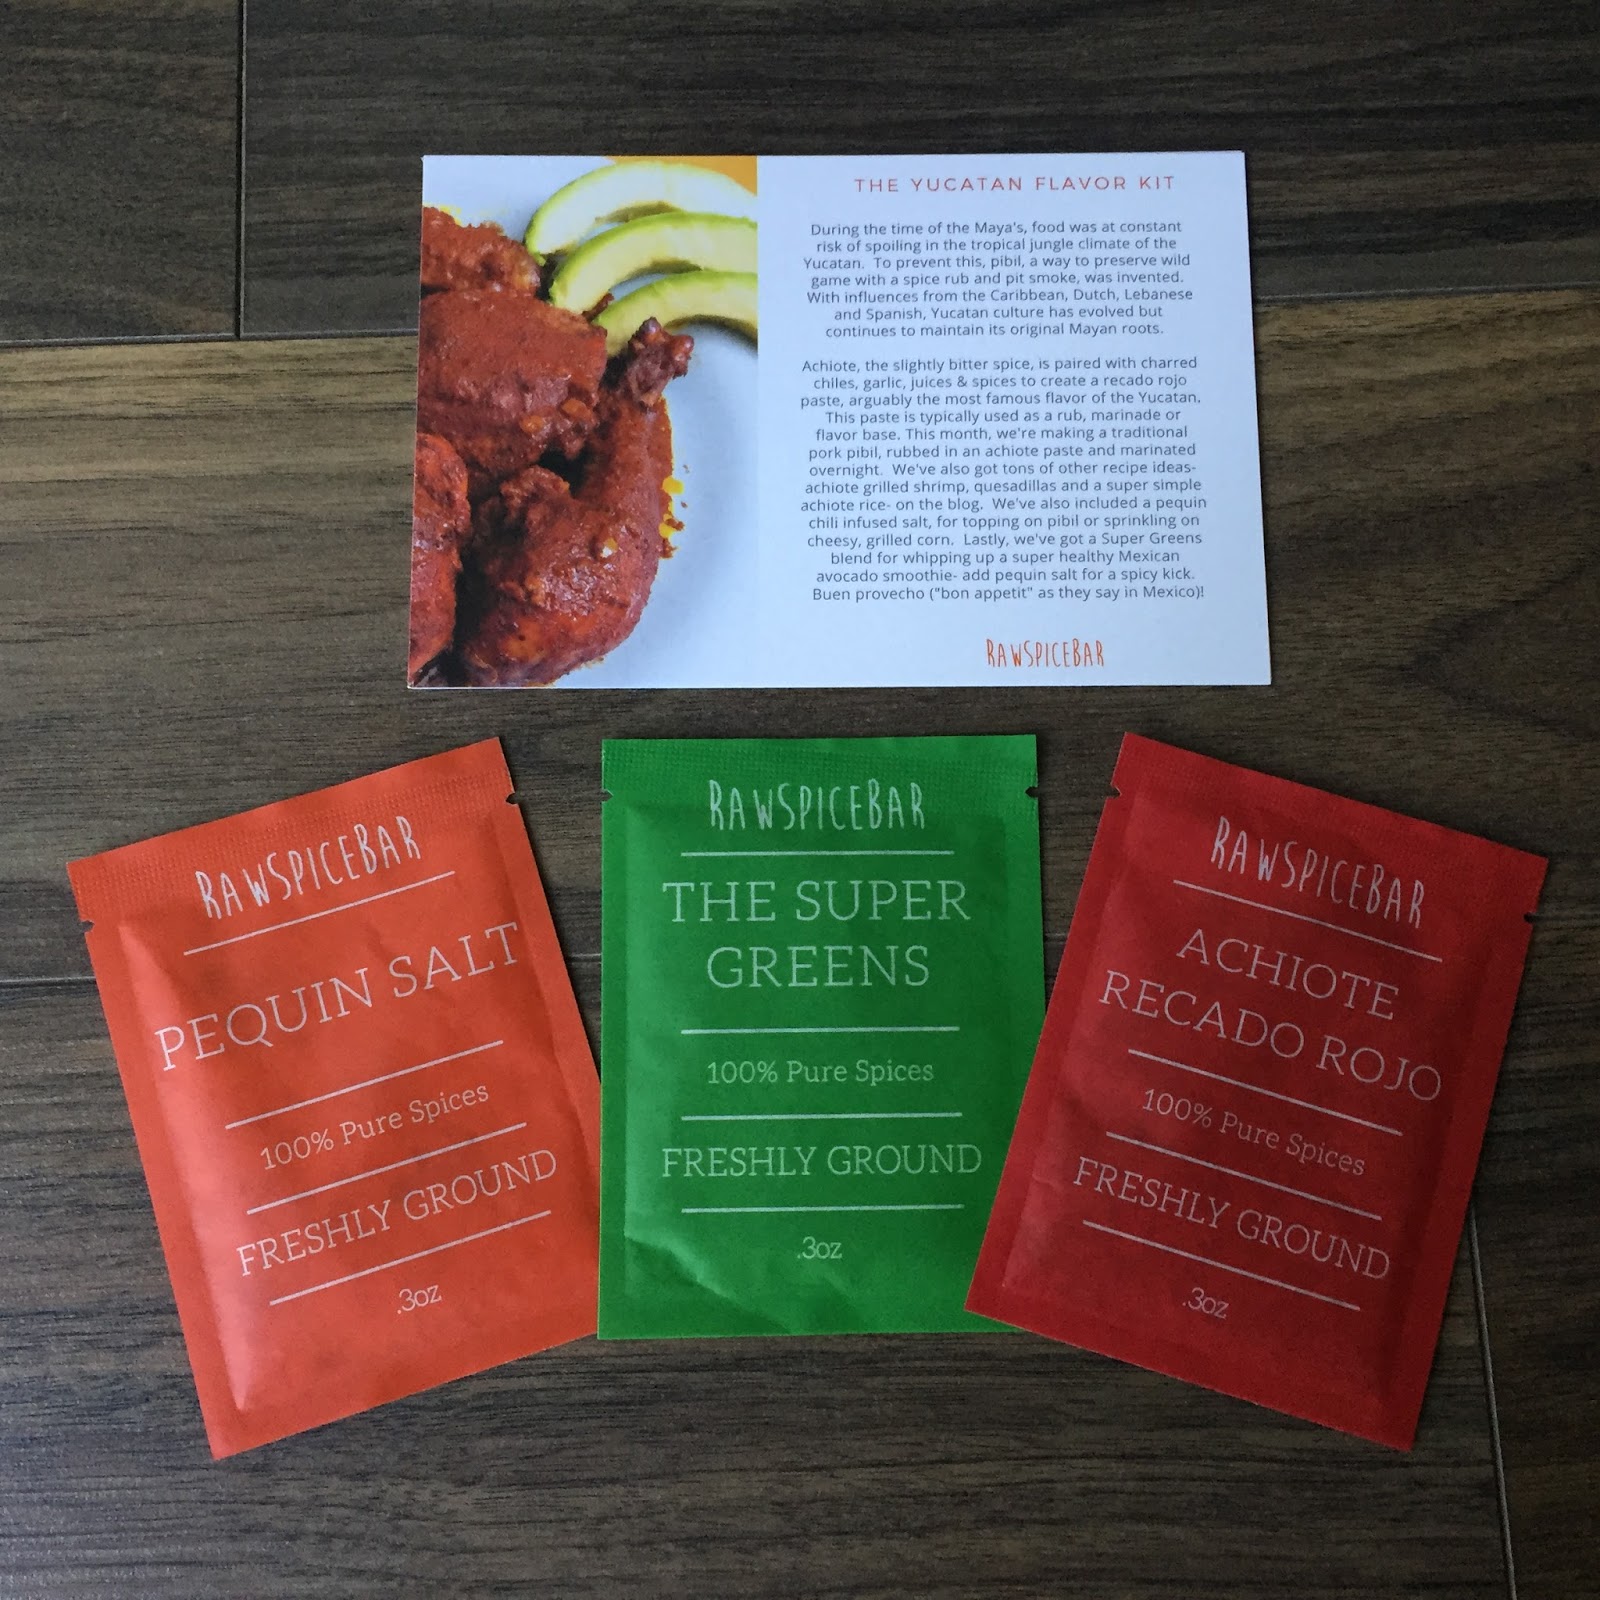 THE YUCATAN FLAVOR KIT
During the time of the Maya's, food was at constant
risk of spoiling in the tropical jungle climate of the
Yucatan. To prevent this, pibil, a way to preserve wild
game with a spice rub and pit smoke, was invented.
With influences from the Caribbean, Dutch, Lebanese
and Spanish, Yucatan culture has evolved but
continues to maintain its original Mayan roots.
Achiote, the slightly bitter spice, is paired with charred
chiles, garlic, juices & spices to create a recado rojo
paste, arguably the most famous flavor of the Yucatan.
This paste is typically used as a rub, marinade or
flavor base. This month, we're making a traditional
pork pibil, rubbed in an achiote paste and marinated
overnight. We've also got tons of other recipe ideas-
achiote grilled shrimp, quesadillas and a super simple
achiote rice- on the blog. We've also included a pequin
chili infused salt, for topping on pibil or sprinkling on
cheesy, grilled corn. Lastly, we've got a Super Greens
blend for whipping up a super healthy Mexican
avocado smoothie- add pequin salt for a spicy kick.
Buen provecho ("bon appetit" as they say in Mexico)!
RAWSPICEBAR
RAWSPICEBAR
PEQUIN SALT
100% Pure Spices
FRESHLY GROUND
.3oz
RAWSPICEBAR
THE SUPER
GREENS
100% Pure Spices
FRESHLY GROUND
.3oz
RAWSPICEBAR
ACHIOTE
RECADO ROJO
100% Pure Spices
FRESHLY GROUND
.3oz